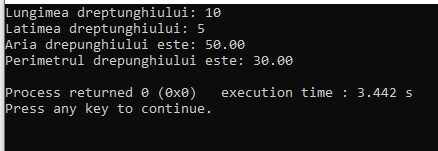 Lungimea dreptunghiului: 10
Latimea dreptunghiului: 5
Aria drepunghiului este: 50.00
Perimetrul drepunghiului este: 30.00
Process returned 0 (0x0)   execution time : 3.442 s
Press any key to continue.